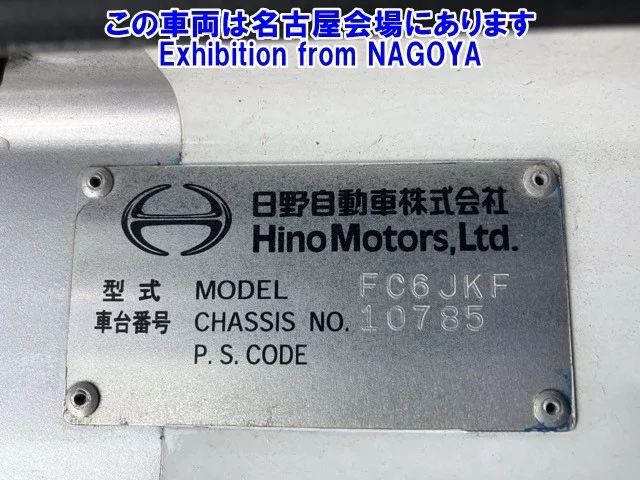 この車両は名古屋会場にあります
Exhibition from NAGOYA
日野自動車株式会社
Hino Motors, Ltd.
型式 MODEL FC6JKF
車台番号 CHASSIS NO. 10785
P. S. CODE